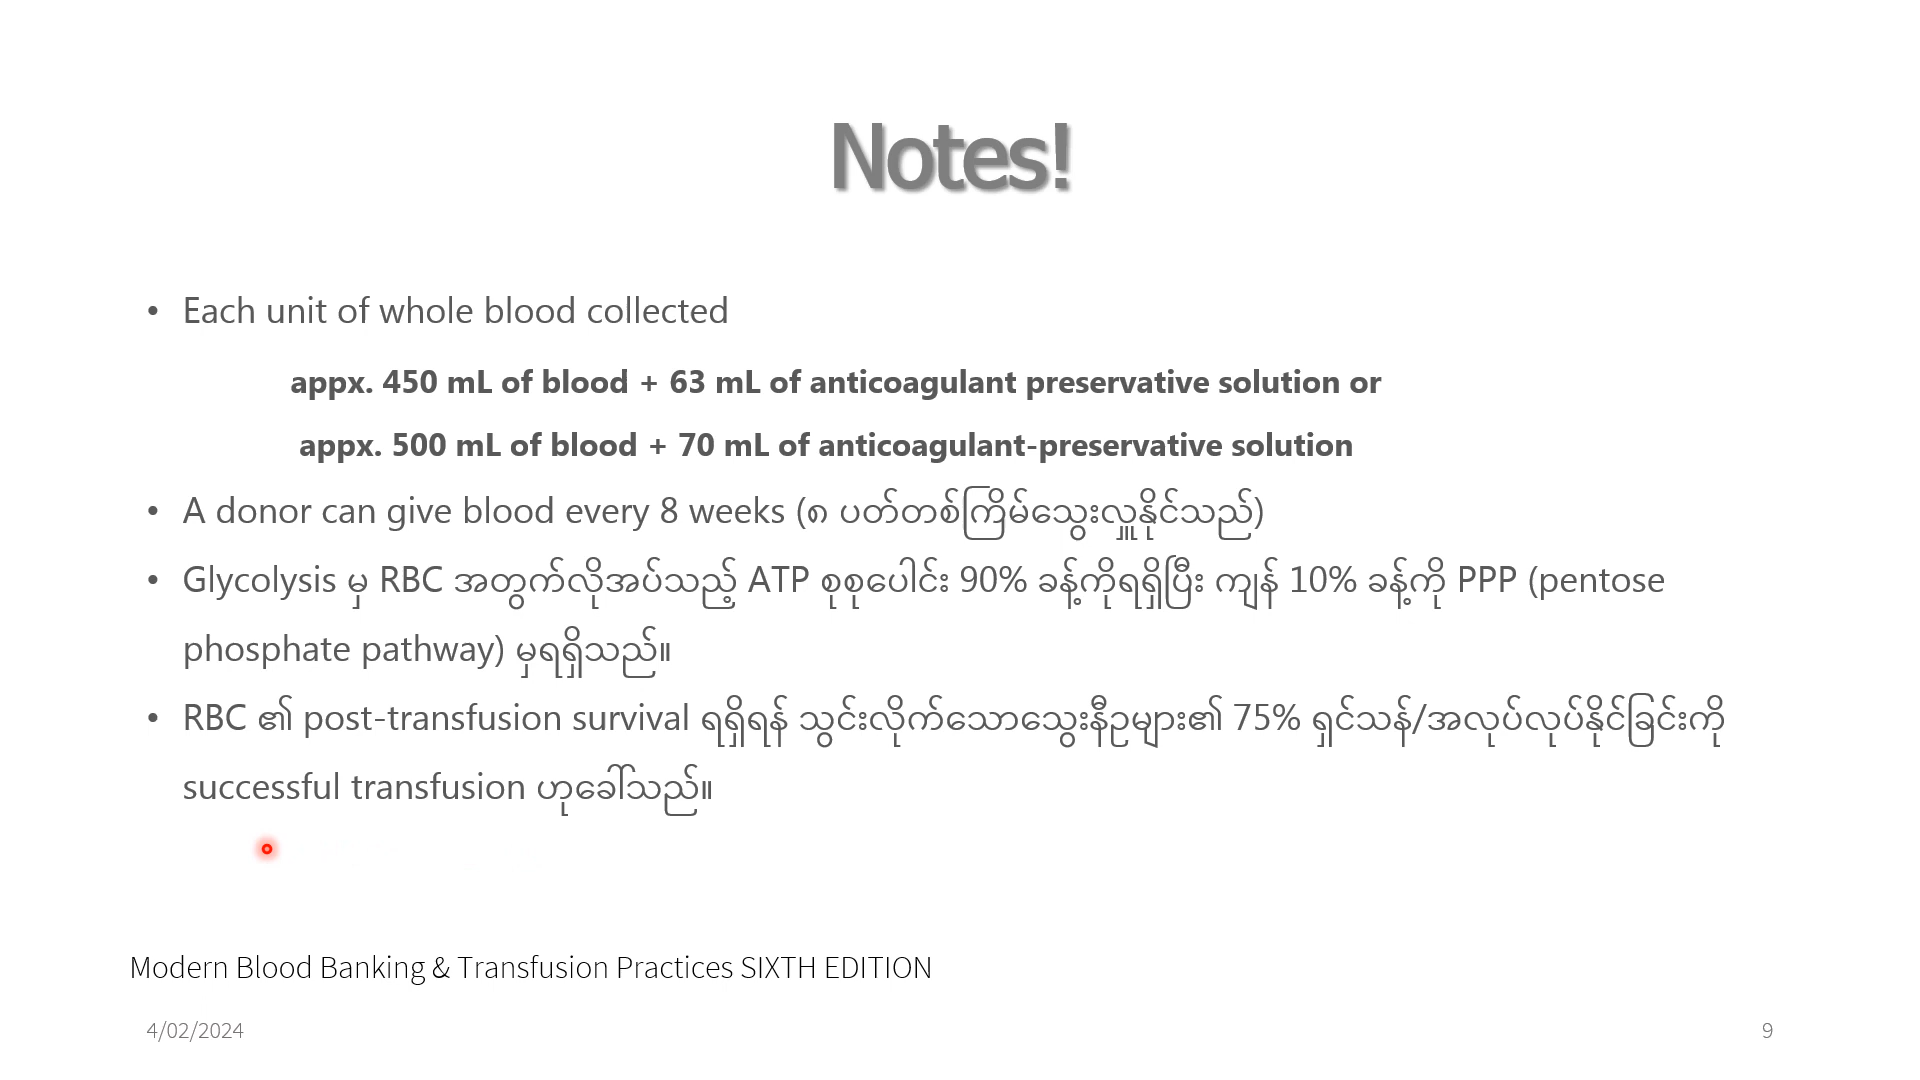 Notes!
• Each unit of whole blood collected
appx. 450 mL of blood + 63 mL of anticoagulant preservative solution or
appx. 500 mL of blood + 70 mL of anticoagulant-preservative solution
• A donor can give blood every 8 weeks (၈ ပတ်တစ်ကြိမ်သွေးလှူနိုင်သည်)
• Glycolysis မှ RBC အတွက်လိုအပ်သည့် ATP စုစုပေါင်း 90% ခန့်ကိုရရှိပြီး ကျန် 10% ခန့်ကို PPP (pentose
phosphate pathway) မှရရှိသည်။
• RBC ၏ post-transfusion survival ရရှိရန် သွင်းလိုက်သောသွေးနီဥများ၏ 75% ရှင်သန်/အလုပ်လုပ်နိုင်ခြင်းကို
successful transfusion ဟုခေါ်သည်။
Modern Blood Banking & Transfusion Practices SIXTH EDITION
4/02/2024
9